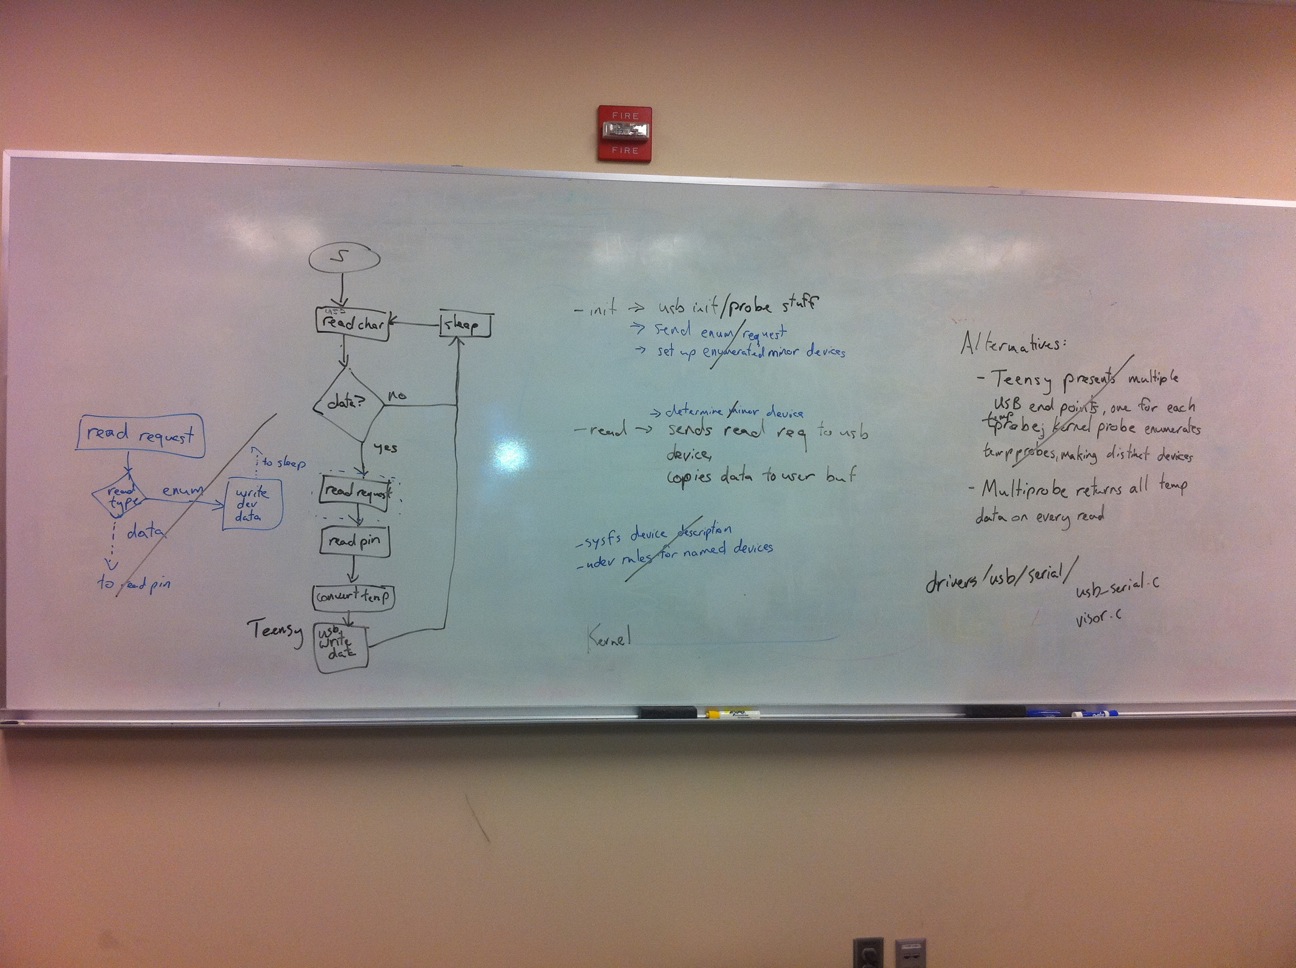 FIRE
FIRE
S
read char
sleep
data?
no
yes
read request
read pin
convert temp
Teensy
usb
write
data
read request
read
type
enum
write
dev
data
to sleep
data
to read pin
- init → usb init/probe stuff
→ send enum request
→ set up enumerated minor devices
→ determine minor device
- read → sends read req to usb
device,
copies data to user buf
- sysfs device description
- udev rules for named devices
Kernel
Alternatives:
- Teensy presents multiple
USB end points, one for each
temp
probe; kernel probe enumerates
temp probes, making distinct devices
- Multiprobe returns all temp
data on every read
drivers/usb/serial/
usb_serial.c
visor.c